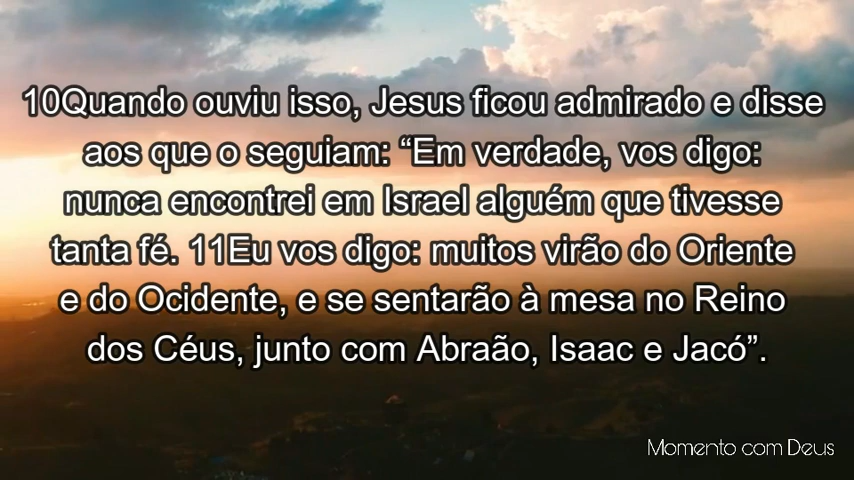 10Quando ouviu isso, Jesus ficou admirado e disse
aos que o seguiam: “Em verdade, vos digo:
nunca encontrei em Israel alguém que tivesse
tanta fé. 11Eu vos digo: muitos virão do Oriente
e do Ocidente, e se sentarão à mesa no Reino
dos Céus, junto com Abraão, Isaac e Jacó”.
Momento com Deus